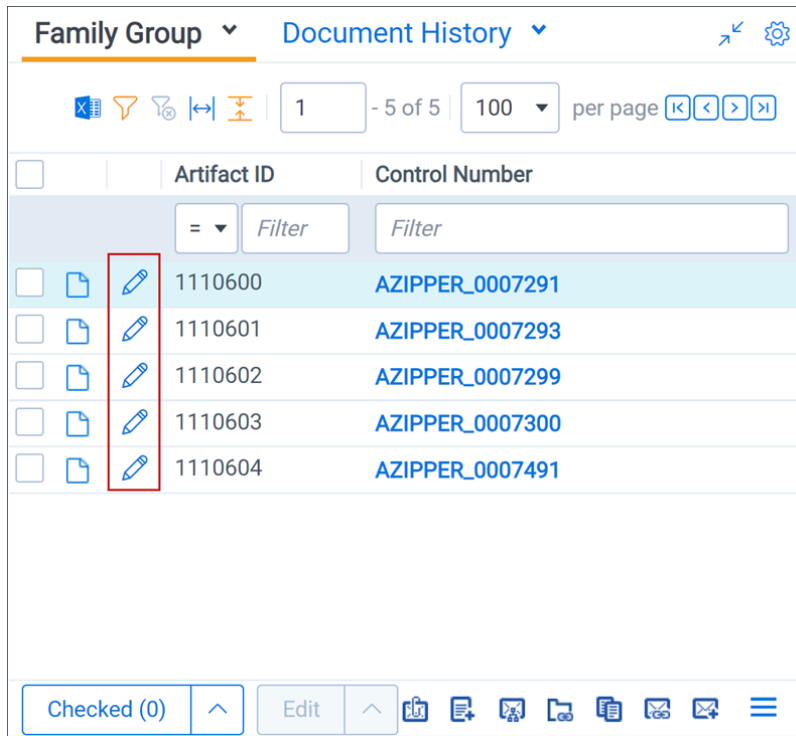 Family Group Document History
1 - 5 of 5 100 per page
Artifact ID Control Number
= Filter Filter
1110600 AZIPPER_0007291
1110601 AZIPPER_0007293
1110602 AZIPPER_0007299
1110603 AZIPPER_0007300
1110604 AZIPPER_0007491
Checked (0) Edit